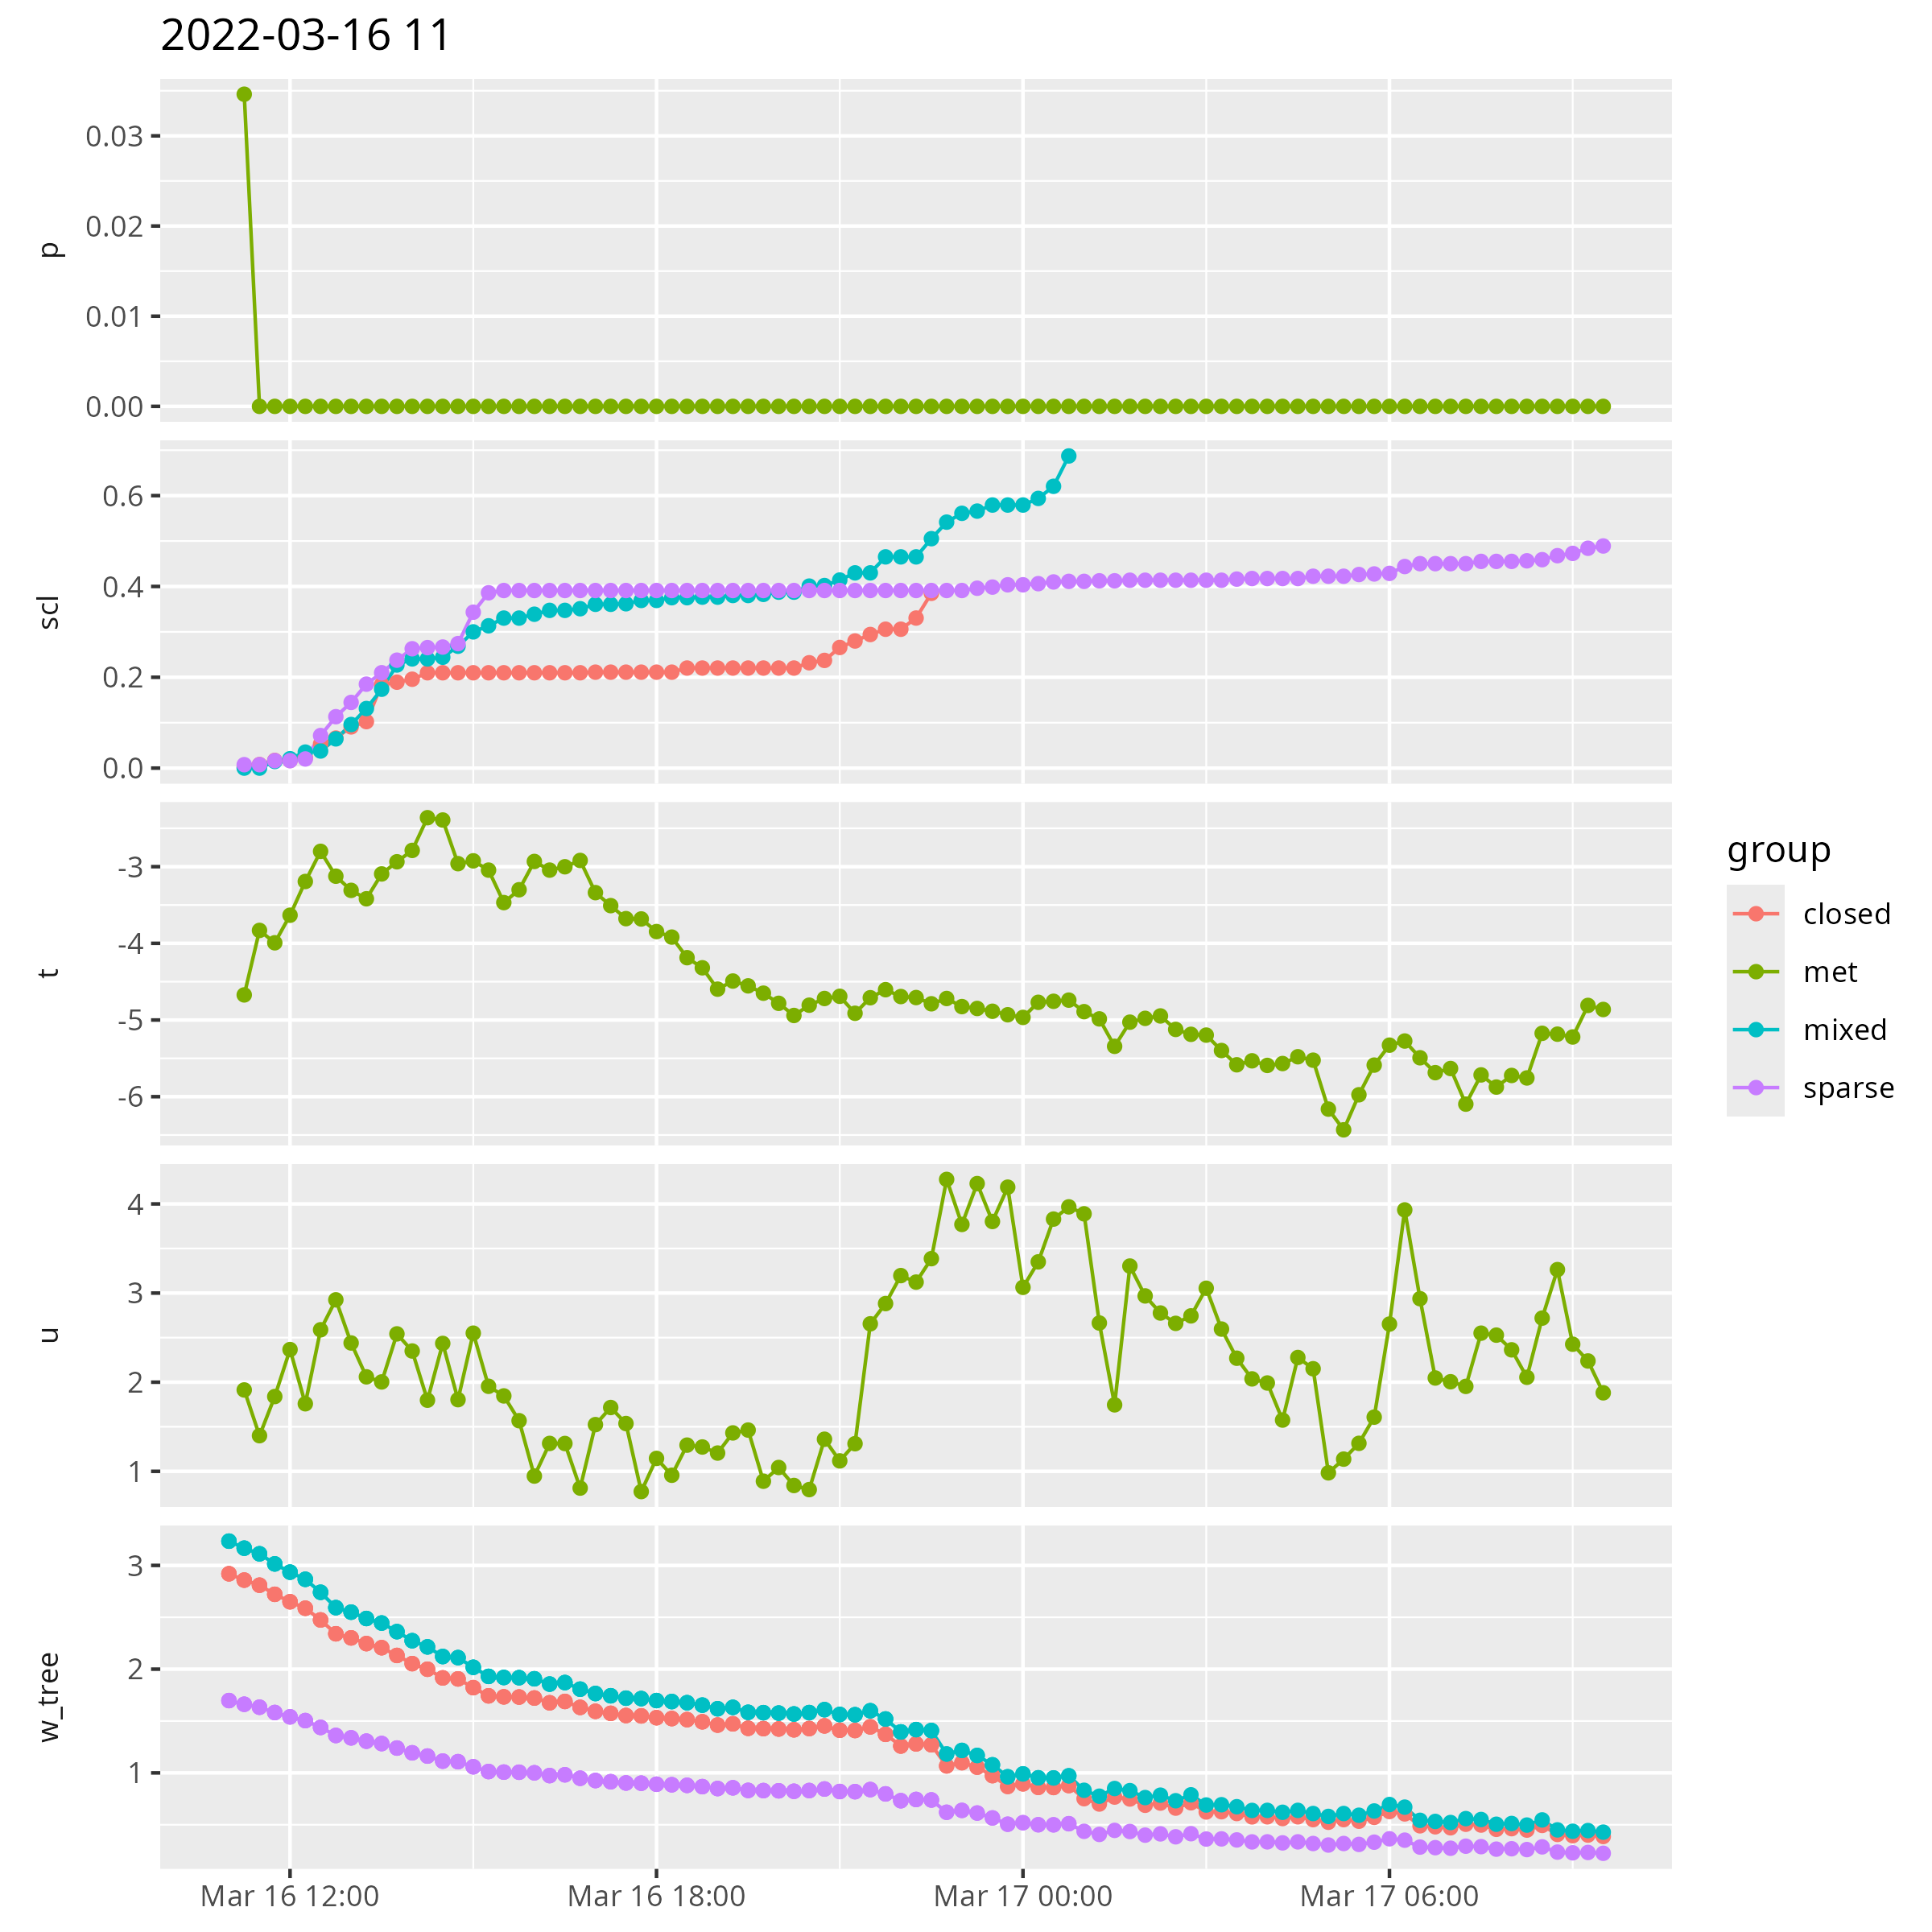 2022-03-16 11
p
0.03
0.02
0.01
0.00
scl
0.6
0.4
0.2
0.0
t
-3
-4
-5
-6
u
4
3
2
1
w_tree
3
2
1
Mar 16 12:00
Mar 16 18:00
Mar 17 00:00
Mar 17 06:00
group
closed
met
mixed
sparse